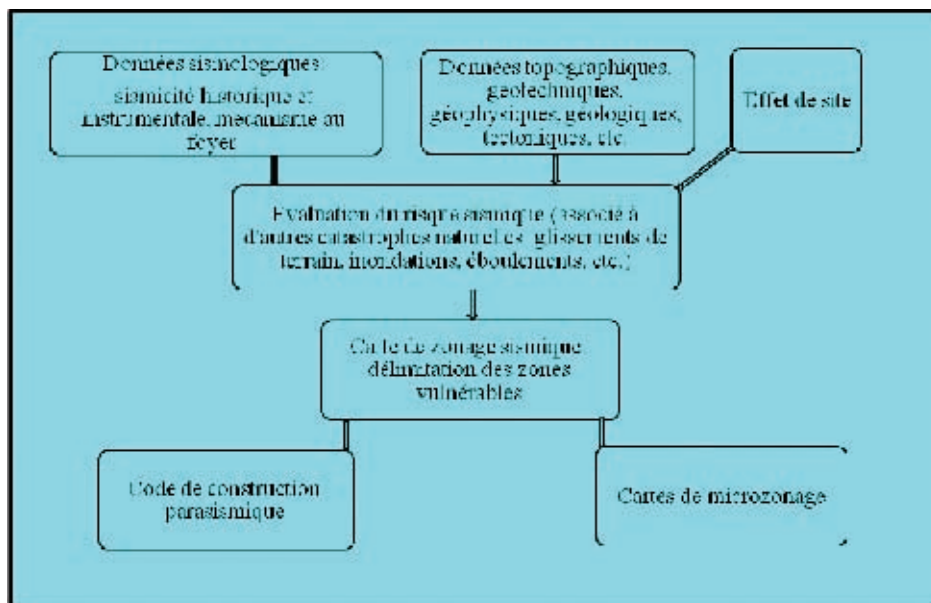 Données sismologiques:
sismicité historique et
instrumentale, mécanisme au
foyer
Données topographiques,
géotechniques,
géophysiques, géologiques,
tectoniques, etc.
Effet de site
Evaluation du risque sismique (associé à
d'autres catastrophes naturelles: glissements de
terrain, inondations, éboulements, etc.)
Carte de zonage sismique:
délimitation des zones
vulnérables
Code de construction
parasismique
Cartes de microzonage